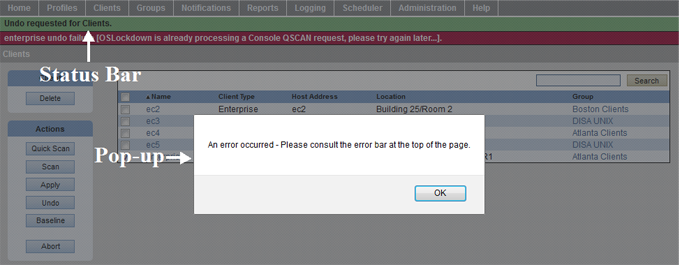 Home Profiles Clients Groups Notifications Reports Logging Scheduler Administration Help
Undo requested for Clients.
enterprise undo fail [OSLockdown is already processing a Console QSCAN request, please try again later...].
Clients
Status Bar
Delete
Search
Name Client Type Host Address Location Group
ec2 Enterprise ec2 Building 25/Room 2 Boston Clients
ec3 DISA UNIX
ec4 Atlanta Clients
ec5 DISA UNIX
R1 Atlanta Clients
Actions
Quick Scan
Scan
Apply
Undo
Baseline
Abort
Pop-up
An error occurred - Please consult the error bar at the top of the page.
OK